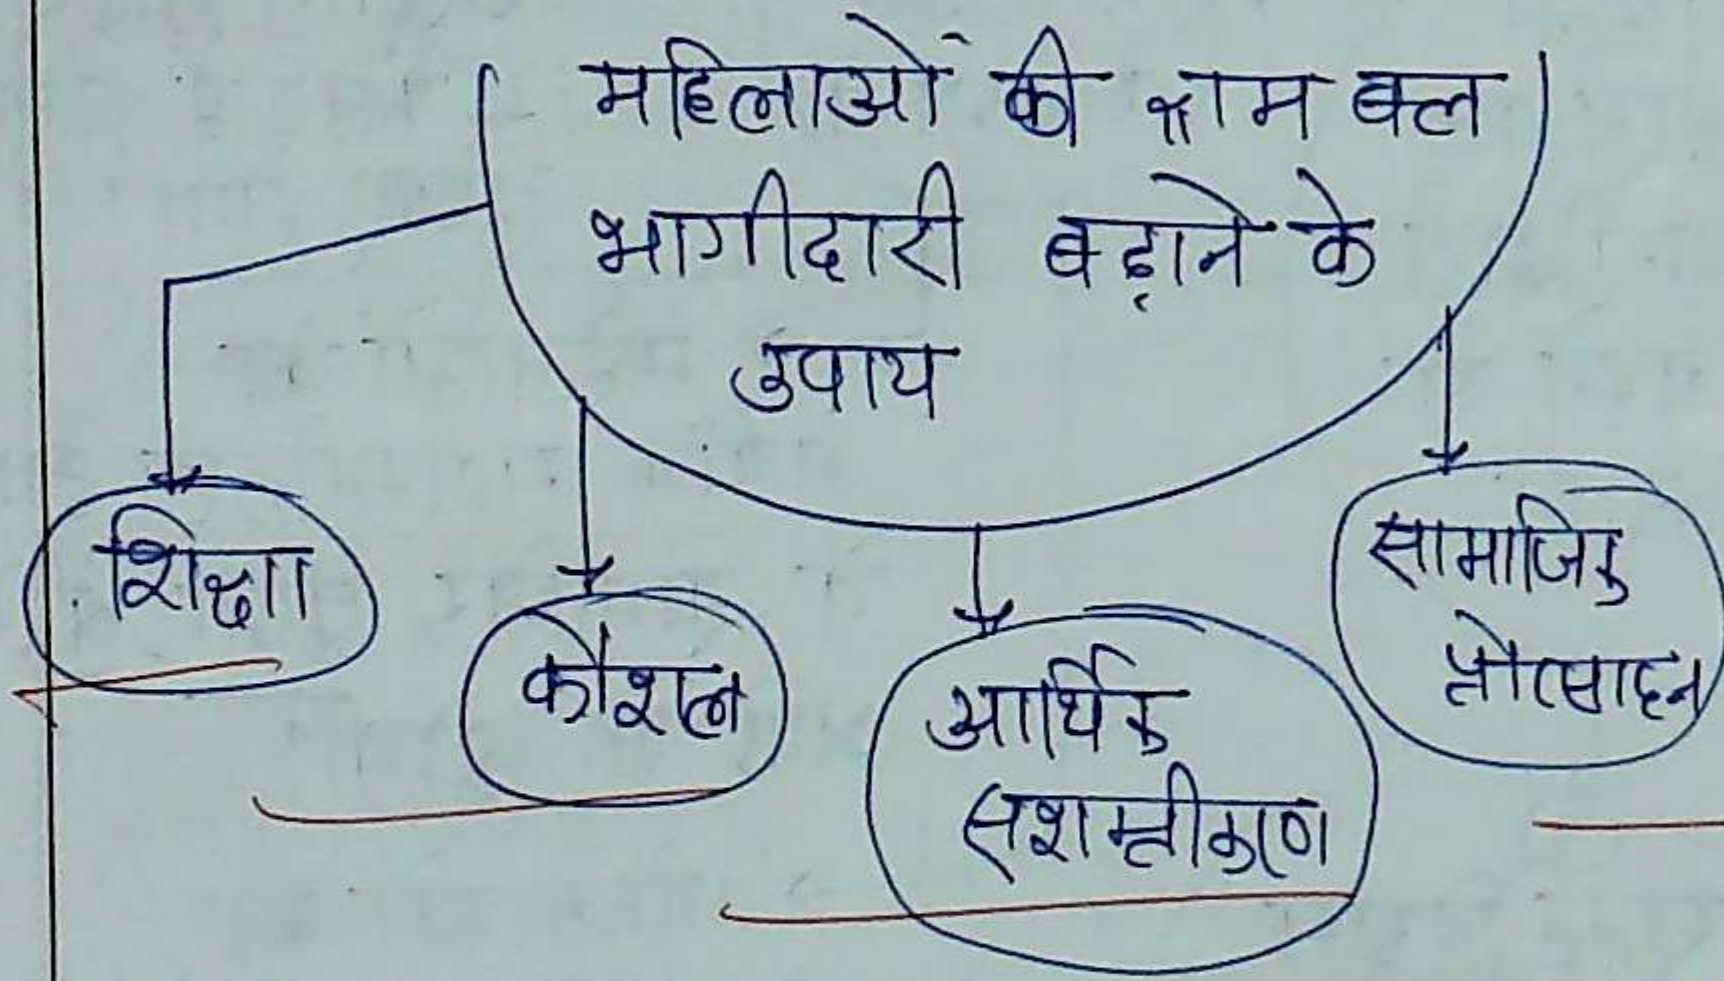 महिलाओं की श्रम बल
भागीदारी बढ़ाने के
उपाय
शिक्षा
कौशल
आर्थिक
सशक्तीकरण
सामाजिक
प्रोत्साहन